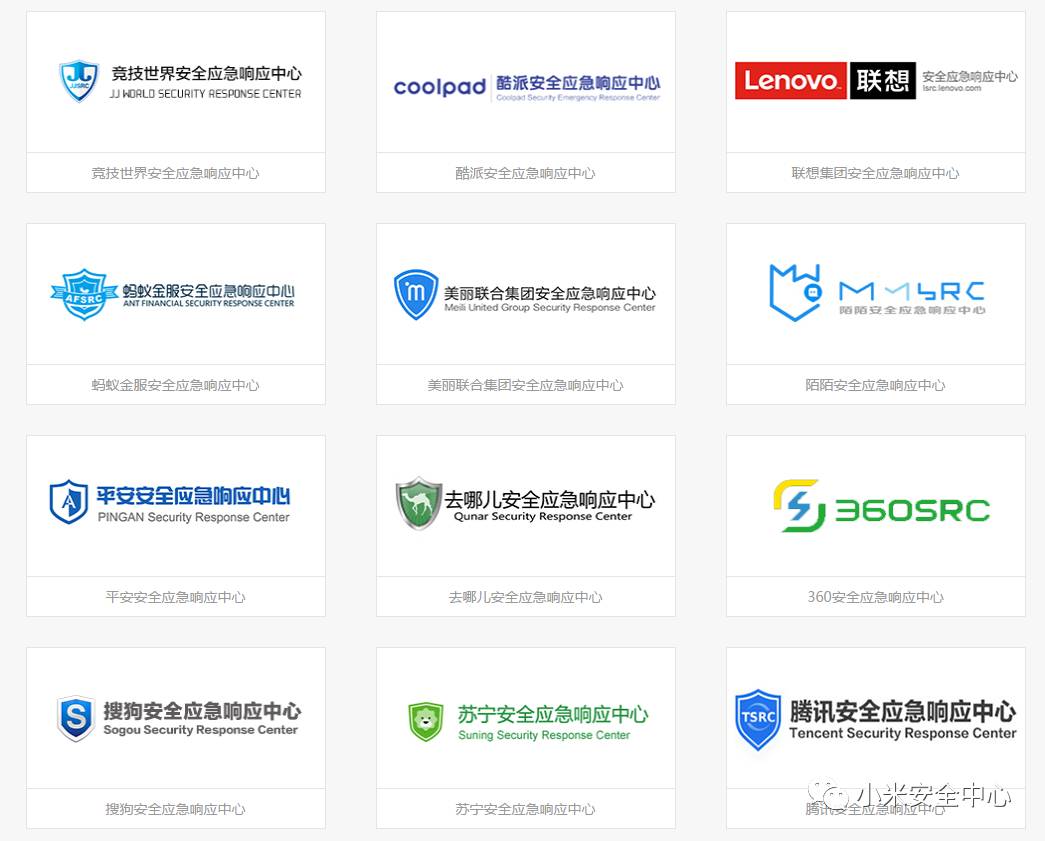 JJSRC
竞技世界安全应急响应中心
JJ WORLD SECURITY RESPONSE CENTER
竞技世界安全应急响应中心
coolpad 酷派安全应急响应中心
Coolpad Security Emergency Response Center
酷派安全应急响应中心
Lenovo 联想 安全应急响应中心
lsrc.lenovo.com
联想集团安全应急响应中心
AFSRC
蚂蚁金服安全应急响应中心
ANT FINANCIAL SECURITY RESPONSE CENTER
蚂蚁金服安全应急响应中心
m
美丽联合集团安全应急响应中心
Meili United Group Security Response Center
美丽联合集团安全应急响应中心
MMSRC
陌陌安全应急响应中心
陌陌安全应急响应中心
平安安全应急响应中心
PINGAN Security Response Center
平安安全应急响应中心
去哪儿安全应急响应中心
Qunar Security Response Center
去哪儿安全应急响应中心
360SRC
360安全应急响应中心
S
搜狗安全应急响应中心
Sogou Security Response Center
搜狗安全应急响应中心
苏宁安全应急响应中心
Suning Security Response Center
苏宁安全应急响应中心
TSRC
腾讯安全应急响应中心
Tencent Security Response Center
小米安全中心
腾讯安全应急响应中心